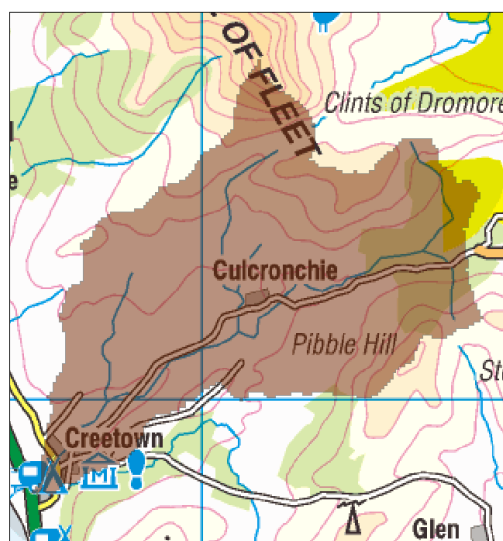 OF FLEET
Clints of Dromore
Culcronchie
Pibble Hill
Creetown
M
Glen